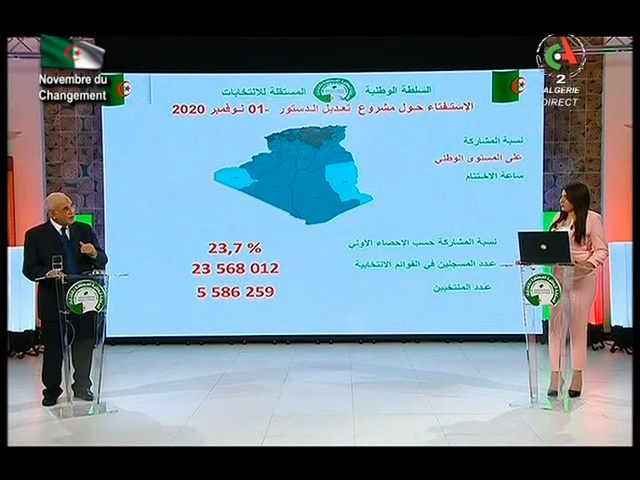 Novembre du
Changement
2
ALGERIE
DIRECT
السلطة الوطنية المستقلة للانتخابات
الإستفتاء حول مشروع تعديل الدستور -01 نوفمبر 2020
نسبة المشاركة
على المستوى الوطني
ساعة الإختتام
نسبة المشاركة حسب الإحصاء الأولي
23,7 %
عدد المسجلين في القوائم الانتخابية
23 568 012
عدد المنتخبين
5 586 259